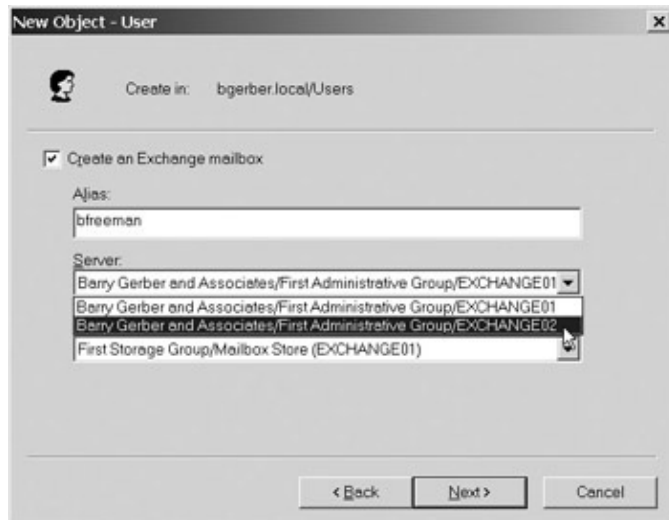 New Object - User
Create in: bgerber.local/Users
Create an Exchange mailbox
Alias:
bfreeman
Server:
Barry Gerber and Associates/First Administrative Group/EXCHANGE01
Barry Gerber and Associates/First Administrative Group/EXCHANGE01
Barry Gerber and Associates/First Administrative Group/EXCHANGE02
First Storage Group/Mailbox Store (EXCHANGE01)
< Back Next > Cancel